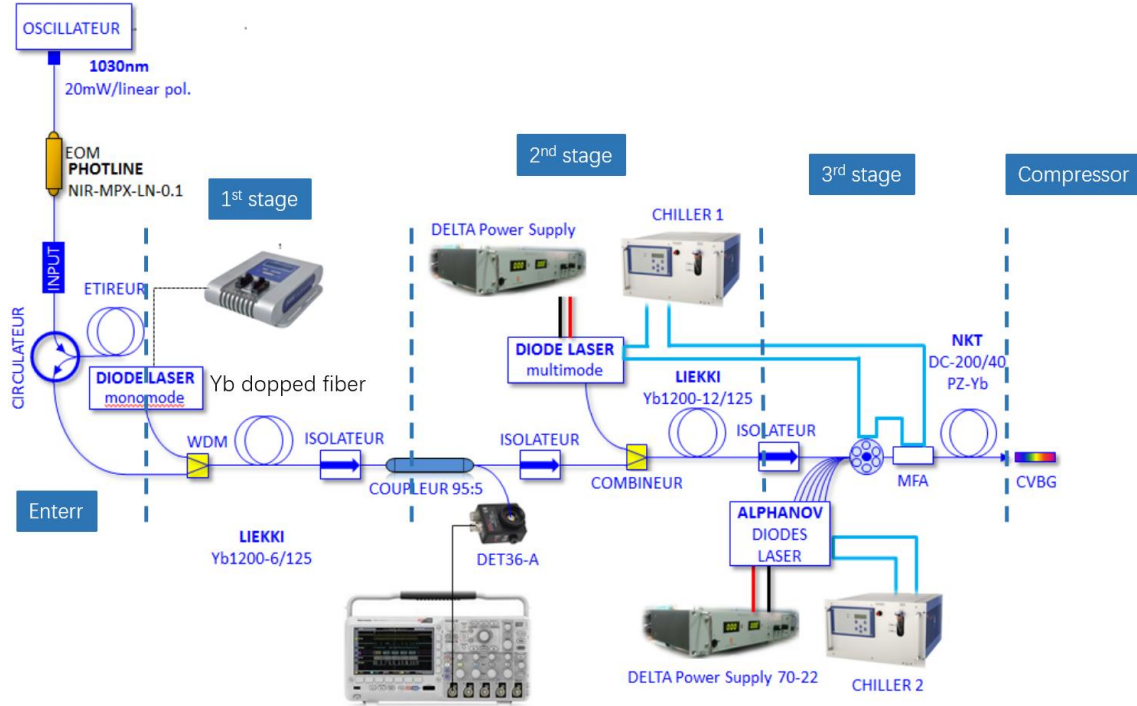 OSCILLATEUR
1030nm
20mW/linear pol.
EOM
PHOTLINE
NIR-MPX-LN-0.1
1st stage
2nd stage
3rd stage
Compressor
INPUT
ETIREUR
CIRCULATEUR
DIODE LASER
monomode
Yb dopped fiber
WDM
ISOLATEUR
COUPLEUR 95:5
Enterr
LIEKKI
Yb1200-6/125
DELTA Power Supply
CHILLER 1
DIODE LASER
multimode
LIEKKI
Yb1200-12/125
ISOLATEUR
COMBINEUR
DET36-A
ISOLATEUR
NKT
DC-200/40
PZ-Yb
MFA
CVBG
ALPHANOV
DIODES
LASER
DELTA Power Supply 70-22
CHILLER 2